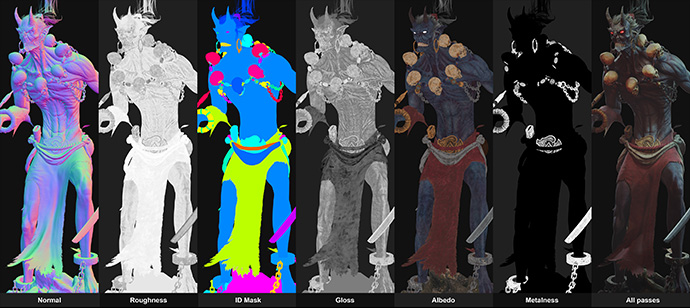 Normal
Roughness
ID Mask
Gloss
Albedo
Metalness
All passes